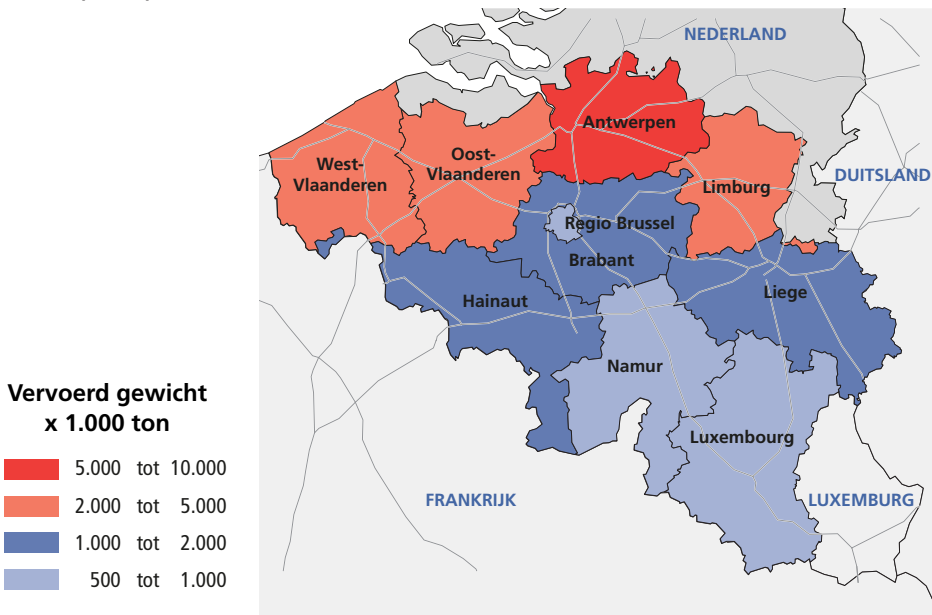 NEDERLAND
Antwerpen
West-
Vlaanderen
Oost-
Vlaanderen
DUITSLAND
Limburg
Regio Brussel
Brabant
Hainaut
Liege
Namur
Luxembourg
FRANKRIJK
LUXEMBURG
Vervoerd gewicht
x 1.000 ton
5.000 tot 10.000
2.000 tot 5.000
1.000 tot 2.000
500 tot 1.000